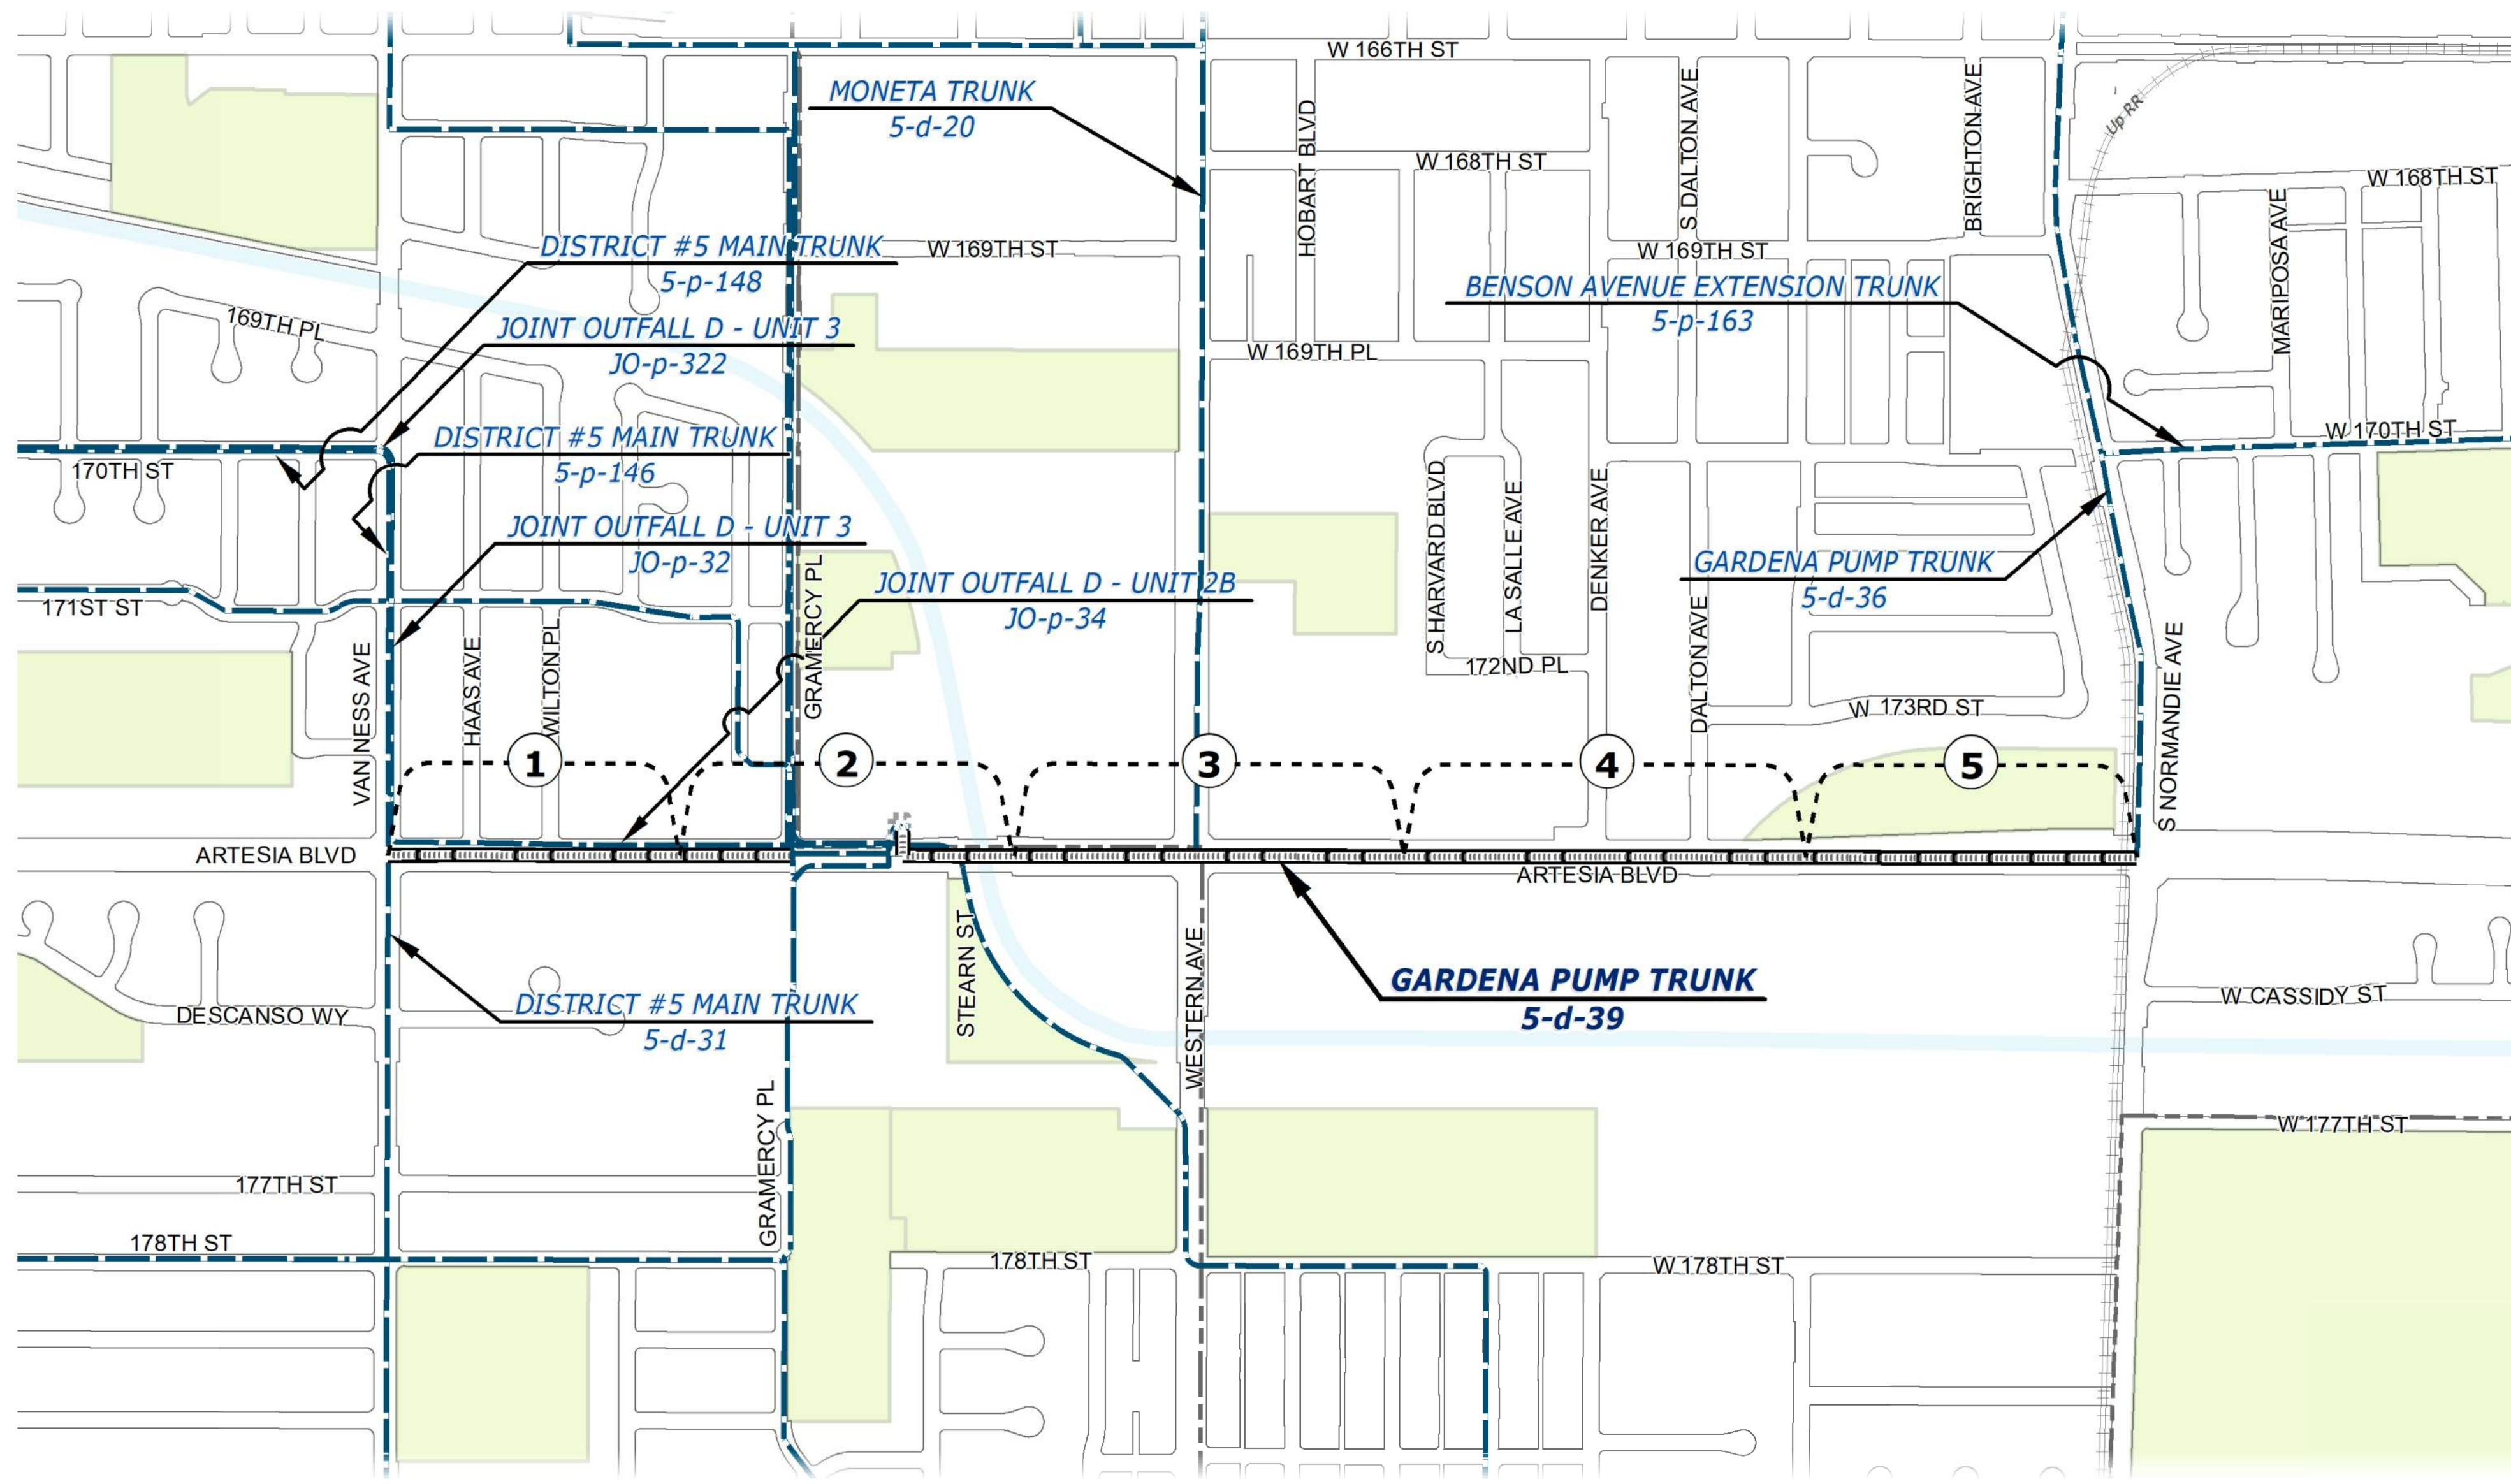 W 166TH ST
MONETA TRUNK
5-d-20
HOBART BLVD
S DALTON AVE
BRIGHTON AVE
Up RR
W 168TH ST
W 168TH ST
MARIPOSA AVE
DISTRICT #5 MAIN TRUNK
5-p-148
W 169TH ST
W 169TH ST
BENSON AVENUE EXTENSION TRUNK
5-p-163
169TH PL
JOINT OUTFALL D - UNIT 3
JO-p-322
W 169TH PL
DISTRICT #5 MAIN TRUNK
5-p-146
W 170TH ST
170TH ST
S HARVARD BLVD
LA SALLE AVE
DENKER AVE
JOINT OUTFALL D - UNIT 3
JO-p-32
GRAMERCY PL
JOINT OUTFALL D - UNIT 2B
JO-p-34
GARDENA PUMP TRUNK
5-d-36
171ST ST
VAN NESS AVE
HAAS AVE
WILTON PL
172ND PL
DALTON AVE
W 173RD ST
S NORMANDIE AVE
1
2
3
4
5
ARTESIA BLVD
ARTESIA BLVD
STEARN ST
WESTERN AVE
GARDENA PUMP TRUNK
5-d-39
DISTRICT #5 MAIN TRUNK
5-d-31
DESCANSO WY
W CASSIDY ST
GRAMERCY PL
W 177TH ST
177TH ST
178TH ST
178TH ST
W 178TH ST